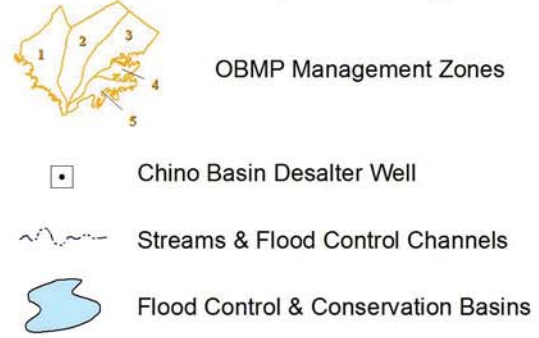 1
2
3
4
5
OBMP Management Zones
Chino Basin Desalter Well
Streams & Flood Control Channels
Flood Control & Conservation Basins